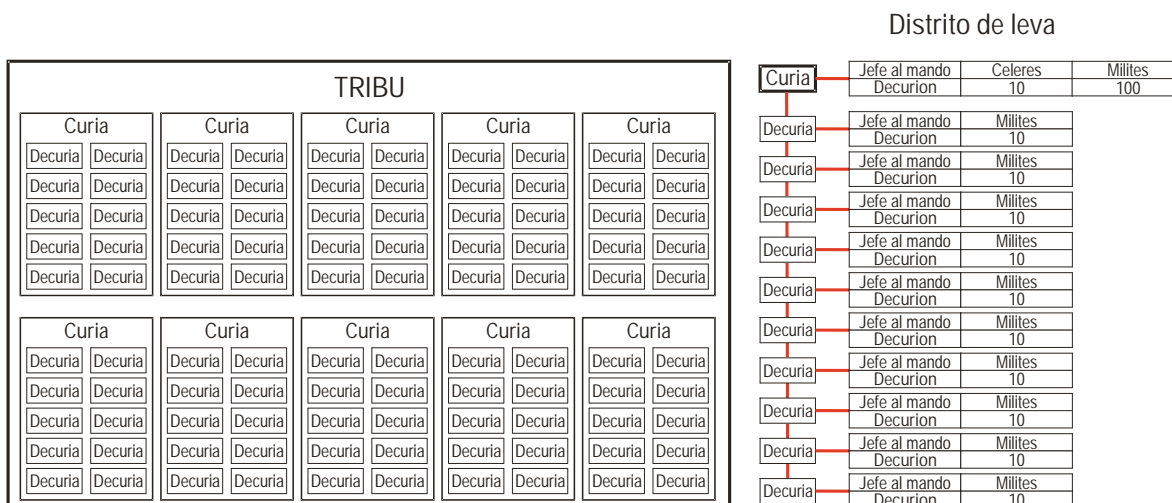 Distrito de leva
TRIBU
Curia Curia Curia Curia Curia
Decuria Decuria Decuria Decuria Decuria Decuria Decuria Decuria Decuria Decuria
Decuria Decuria Decuria Decuria Decuria Decuria Decuria Decuria Decuria Decuria
Decuria Decuria Decuria Decuria Decuria Decuria Decuria Decuria Decuria Decuria
Decuria Decuria Decuria Decuria Decuria Decuria Decuria Decuria Decuria Decuria
Decuria Decuria Decuria Decuria Decuria Decuria Decuria Decuria Decuria Decuria
Curia Curia Curia Curia Curia
Decuria Decuria Decuria Decuria Decuria Decuria Decuria Decuria Decuria Decuria
Decuria Decuria Decuria Decuria Decuria Decuria Decuria Decuria Decuria Decuria
Decuria Decuria Decuria Decuria Decuria Decuria Decuria Decuria Decuria Decuria
Decuria Decuria Decuria Decuria Decuria Decuria Decuria Decuria Decuria Decuria
Decuria Decuria Decuria Decuria Decuria Decuria Decuria Decuria Decuria Decuria
Curia
Jefe al mando Celeres Milites
Decurion 10 100
Decuria
Jefe al mando Milites
Decurion 10
Decuria
Jefe al mando Milites
Decurion 10
Decuria
Jefe al mando Milites
Decurion 10
Decuria
Jefe al mando Milites
Decurion 10
Decuria
Jefe al mando Milites
Decurion 10
Decuria
Jefe al mando Milites
Decurion 10
Decuria
Jefe al mando Milites
Decurion 10
Decuria
Jefe al mando Milites
Decurion 10
Decuria
Jefe al mando Milites
Decurion 10
Decuria
Jefe al mando Milites
Decurion 10